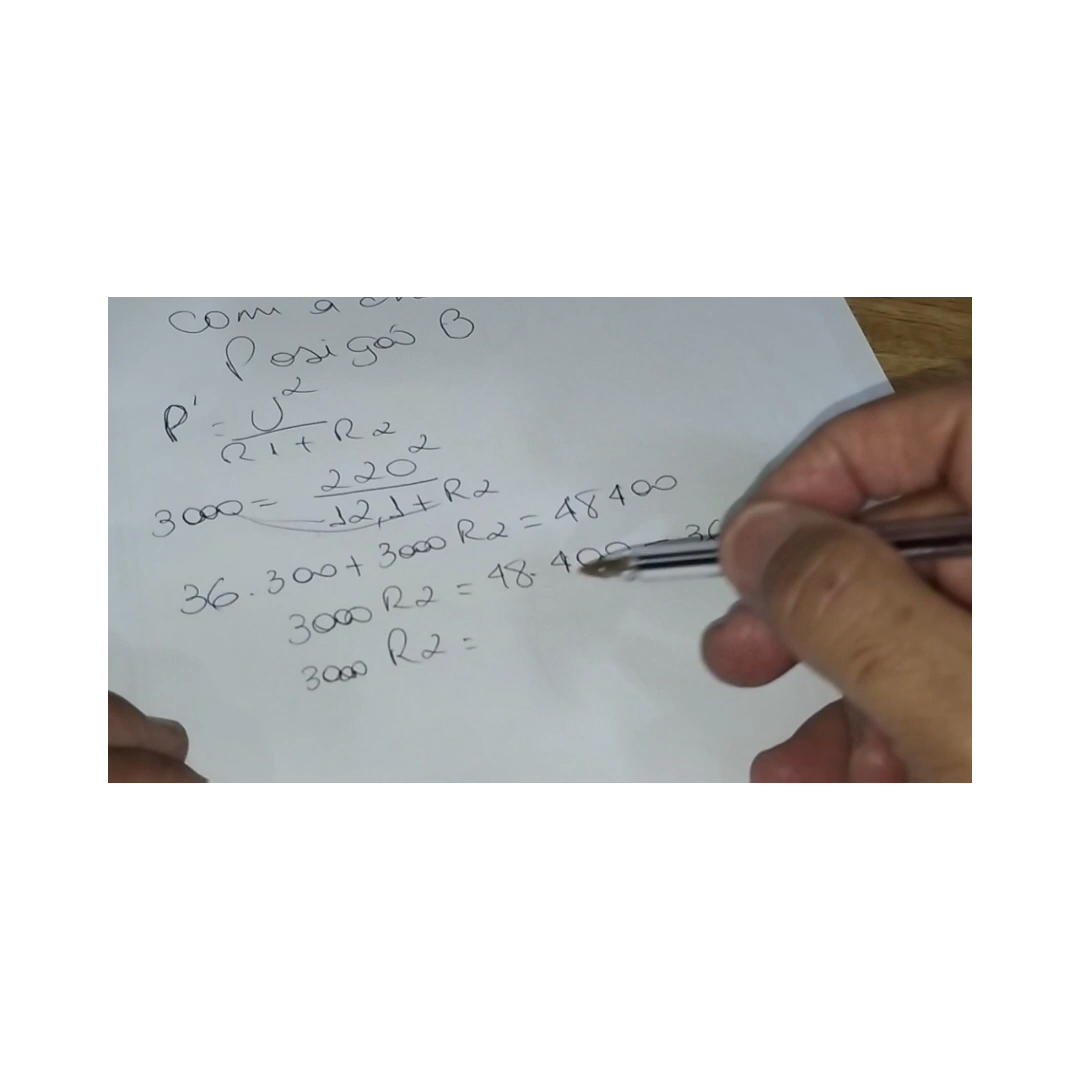 com a
Posição B
P' = U²/R1 + R2
3000 = 220²/12,1 + R2
36.300 + 3000 R2 = 48400
3000 R2 = 48.400 - 36
3000 R2 =